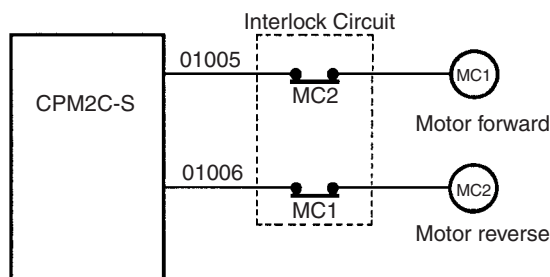 Interlock Circuit
01005
MC2
MC1
Motor forward
CPM2C-S
01006
MC1
MC2
Motor reverse